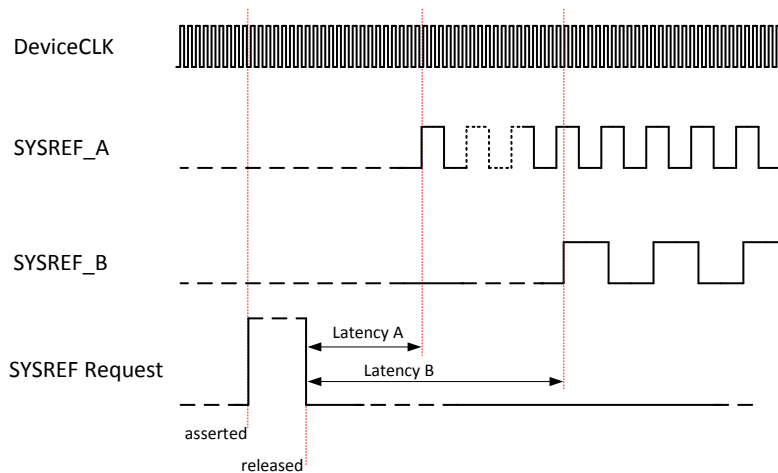 DeviceCLK
SYSREF_A
SYSREF_B
Latency A
SYSREF Request
Latency B
asserted
released